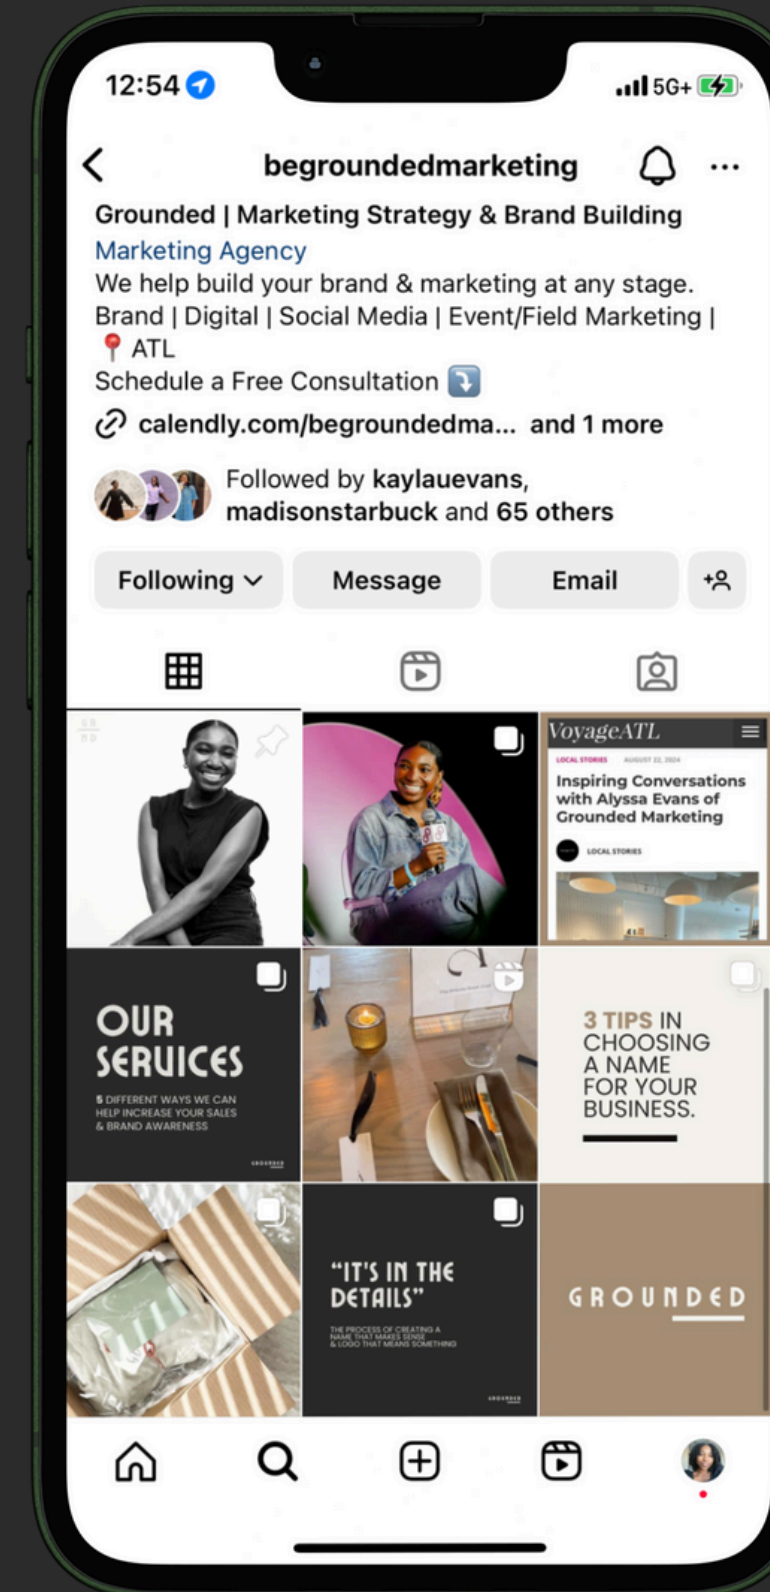 12:54
5G+
begroundedmarketing
Grounded | Marketing Strategy & Brand Building
Marketing Agency
We help build your brand & marketing at any stage.
Brand | Digital | Social Media | Event/Field Marketing |
📍 ATL
Schedule a Free Consultation ⤵️
calendly.com/begroundedma... and 1 more
Followed by kaylauevans,
madisonstarbuck and 65 others
Following
Message
Email
GR
ND
VoyageATL
LOCAL STORIES
AUGUST 22, 2024
Inspiring Conversations
with Alyssa Evans of
Grounded Marketing
LOCAL STORIES
OUR
SERVICES
5 DIFFERENT WAYS WE CAN
HELP INCREASE YOUR SALES
& BRAND AWARENESS
GROUNDED
3 TIPS IN
CHOOSING
A NAME
FOR YOUR
BUSINESS.
“IT'S IN THE
DETAILS”
THE PROCESS OF CREATING A
NAME THAT MAKES SENSE
& LOGO THAT MEANS SOMETHING
GROUNDED
GROUNDED